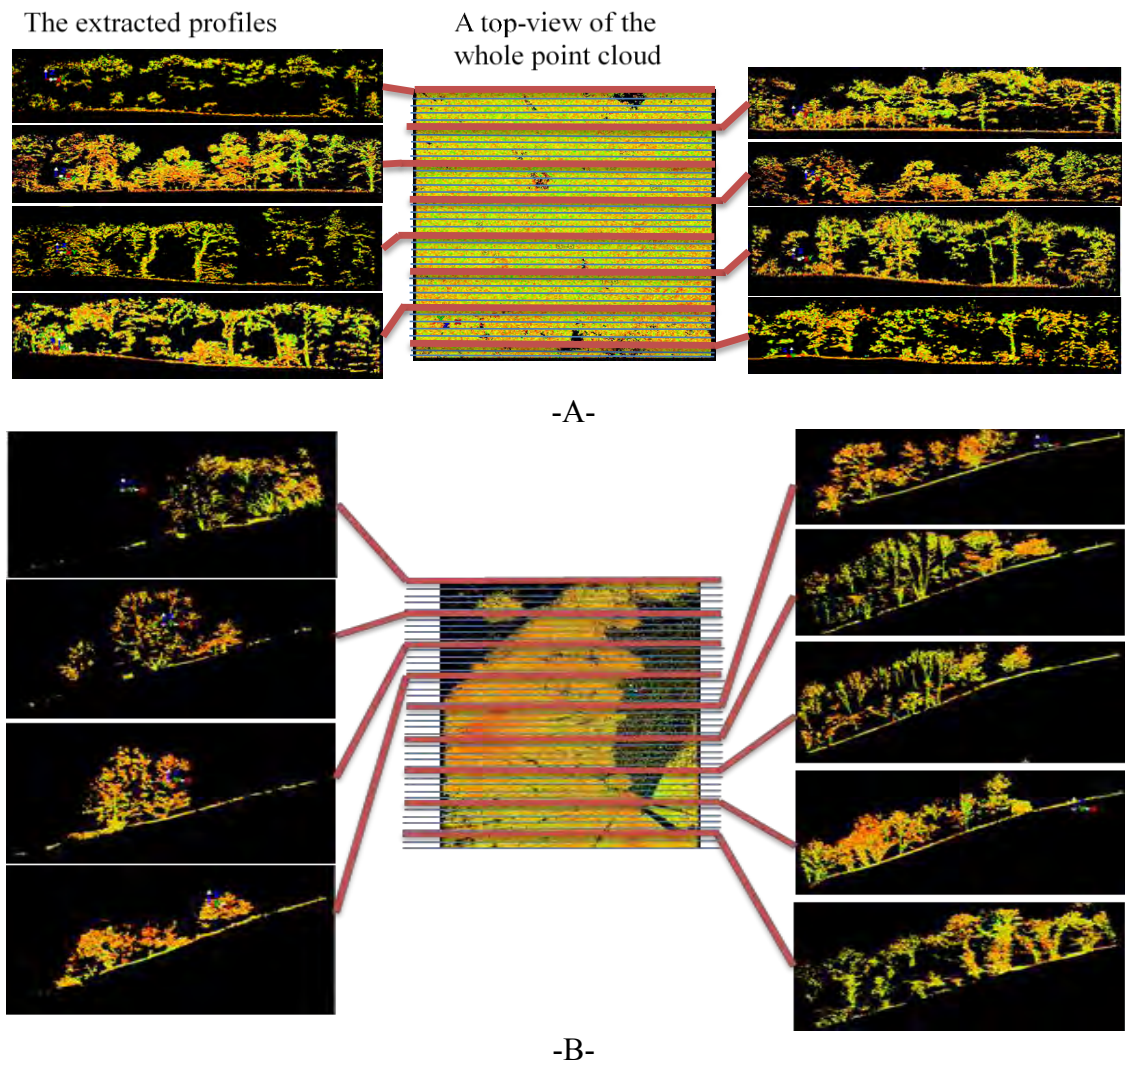 The extracted profiles
A top-view of the
whole point cloud
-A-
-B-